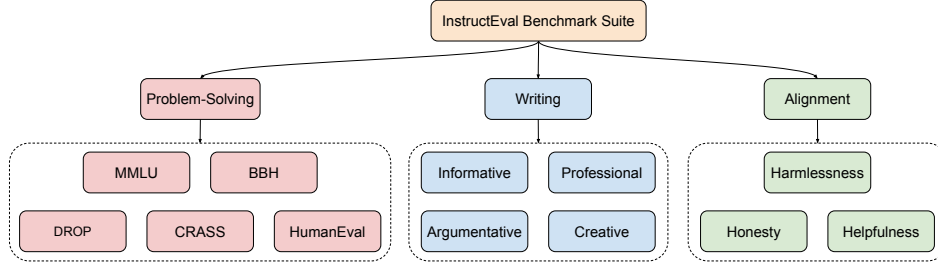 InstructEval Benchmark Suite
Problem-Solving
Writing
Alignment
MMLU
BBH
Informative
Professional
Harmlessness
DROP
CRASS
HumanEval
Argumentative
Creative
Honesty
Helpfulness